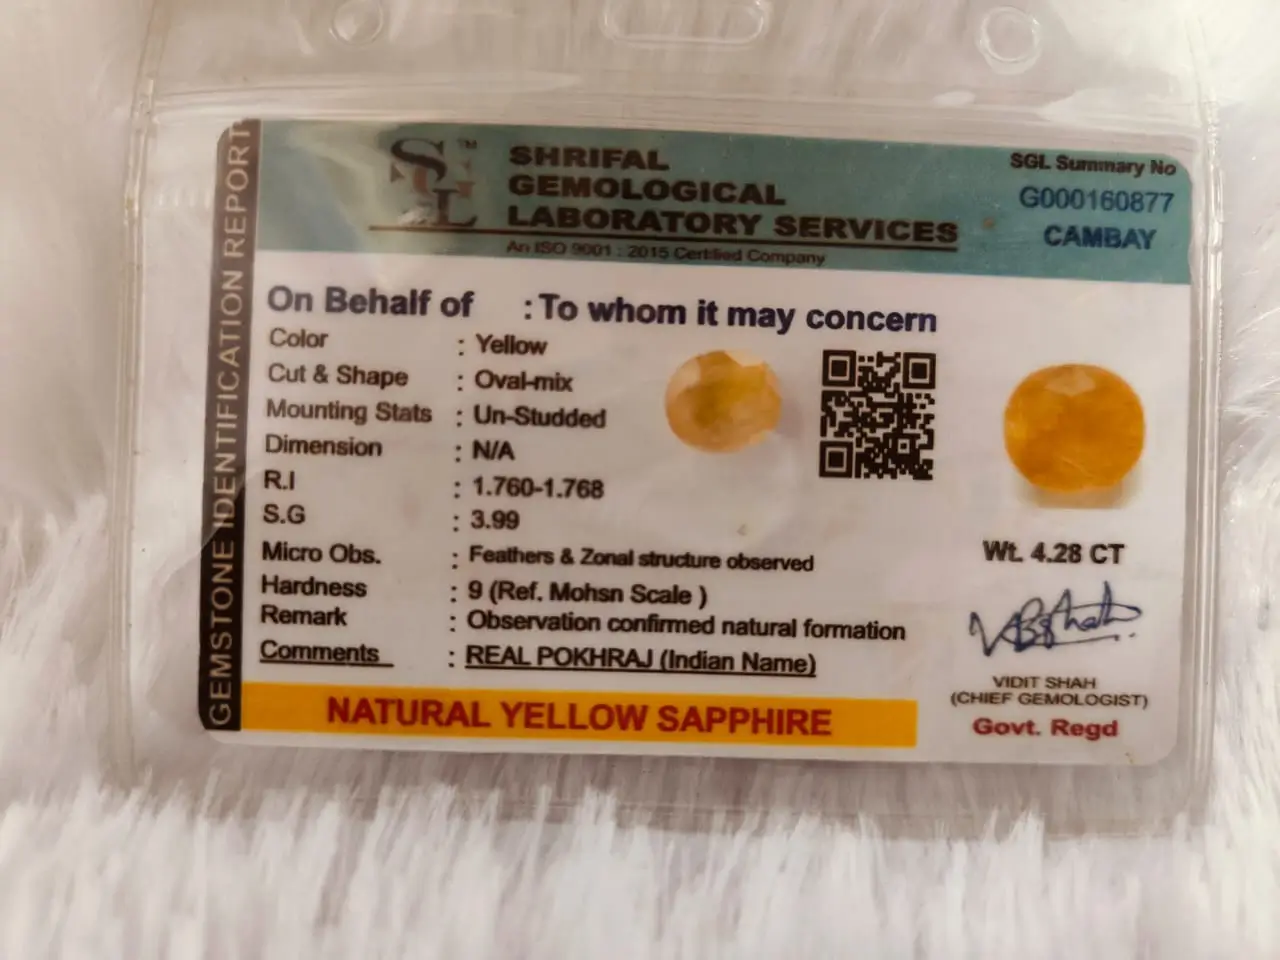 GEMSTONE IDENTIFICATION REPORT
SGL
TM
SHRIFAL
GEMOLOGICAL
LABORATORY SERVICES
An ISO 9001 : 2015 Certified Company
SGL Summary No
G000160877
CAMBAY
On Behalf of : To whom it may concern
Color : Yellow
Cut & Shape : Oval-mix
Mounting Stats : Un-Studded
Dimension : N/A
R.I : 1.760-1.768
S.G : 3.99
Micro Obs. : Feathers & Zonal structure observed
Hardness : 9 (Ref. Mohsn Scale )
Remark : Observation confirmed natural formation
Comments : REAL POKHRAJ (Indian Name)
NATURAL YELLOW SAPPHIRE
Wt. 4.28 CT
VIDIT SHAH
(CHIEF GEMOLOGIST)
Govt. Regd